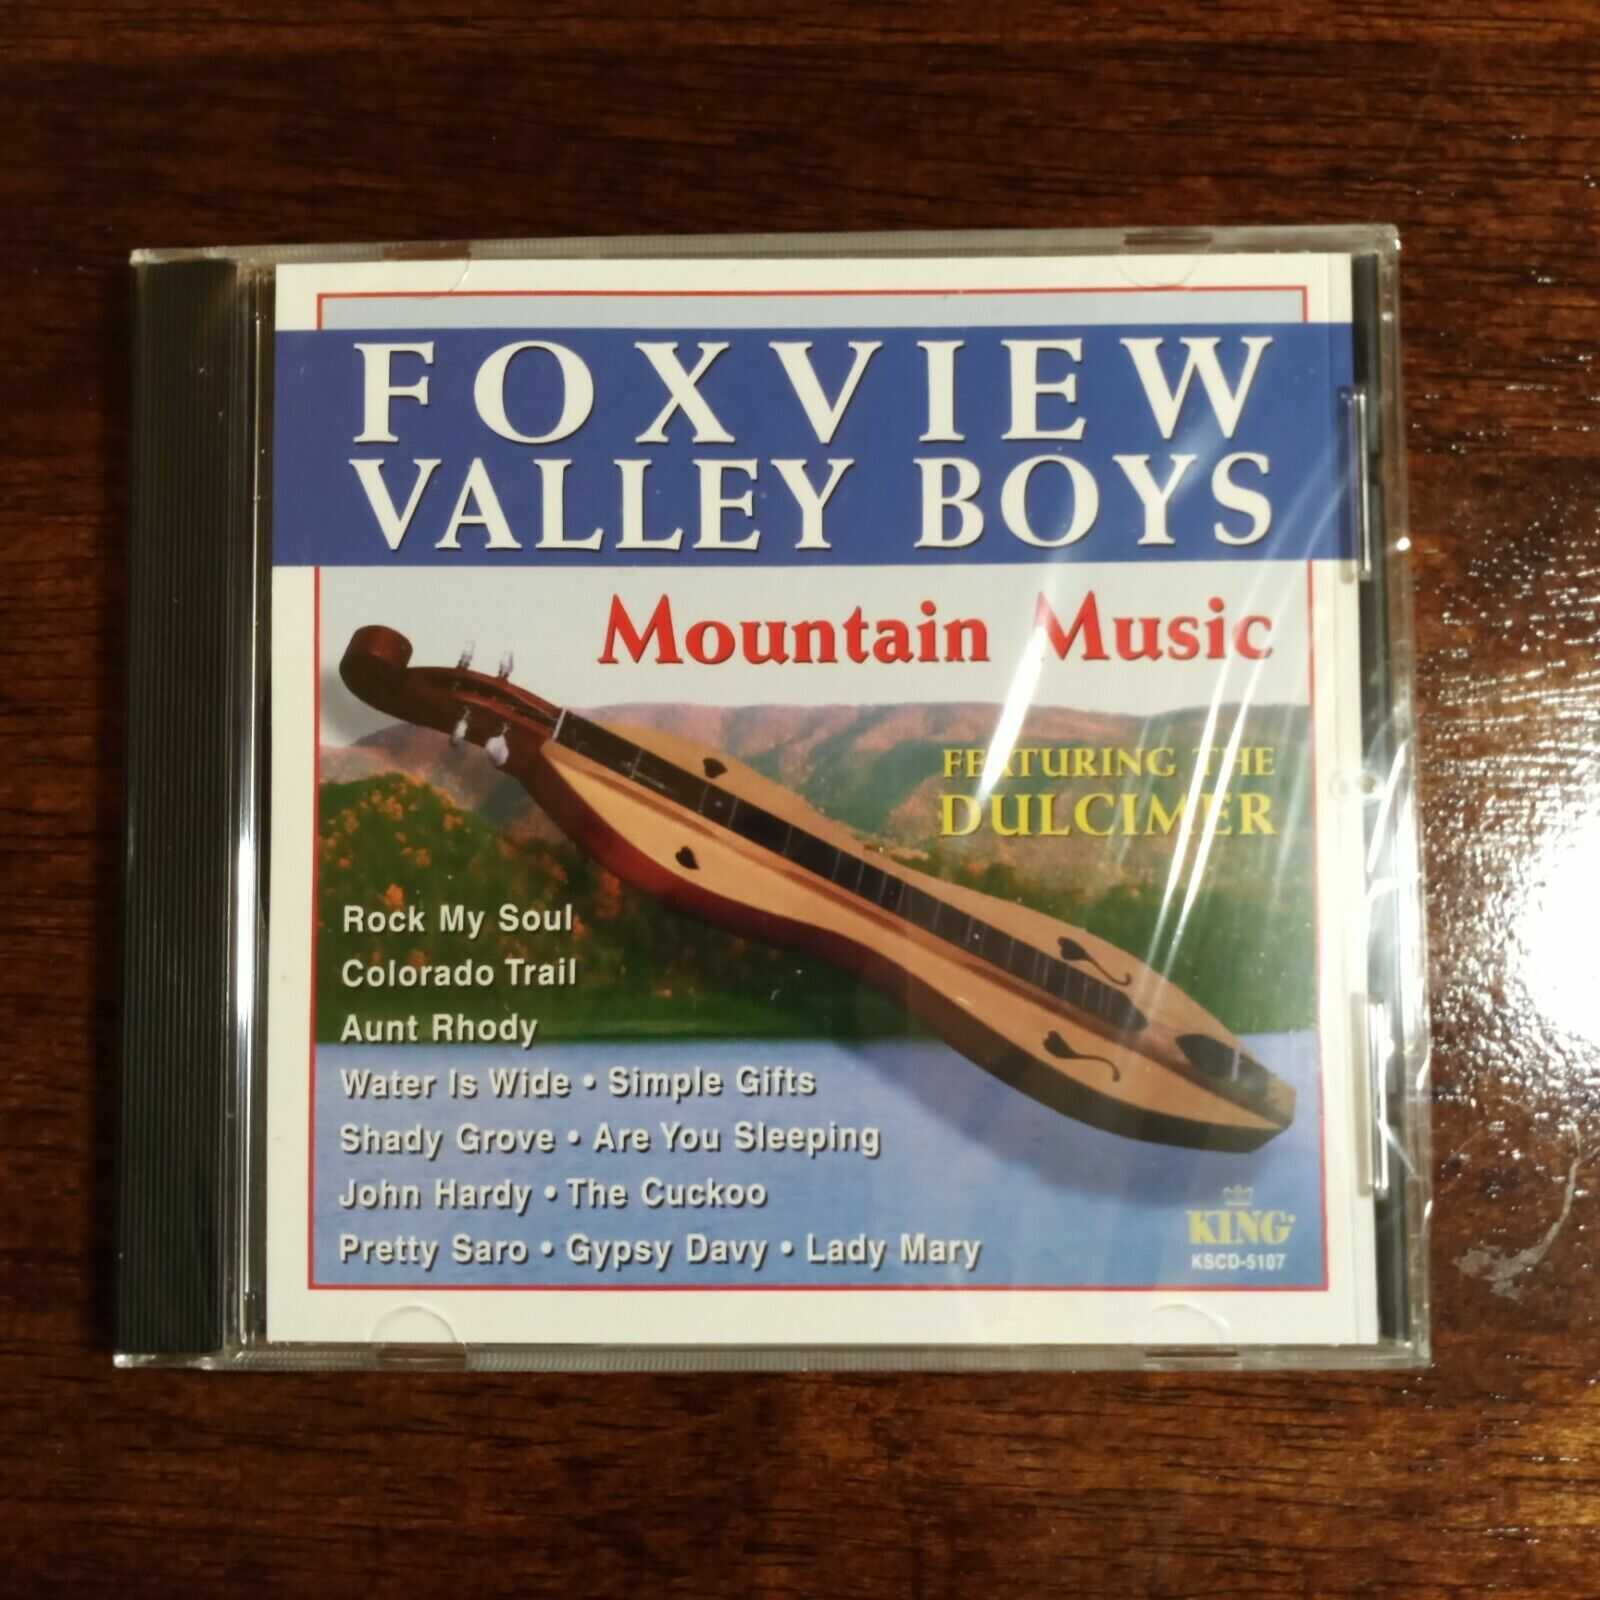 FOXVIEW
VALLEY BOYS
Mountain Music
FEATURING THE
DULCIMER
Rock My Soul
Colorado Trail
Aunt Rhody
Water Is Wide • Simple Gifts
Shady Grove • Are You Sleeping
John Hardy • The Cuckoo
Pretty Saro • Gypsy Davy • Lady Mary
KING
KSCD-5107